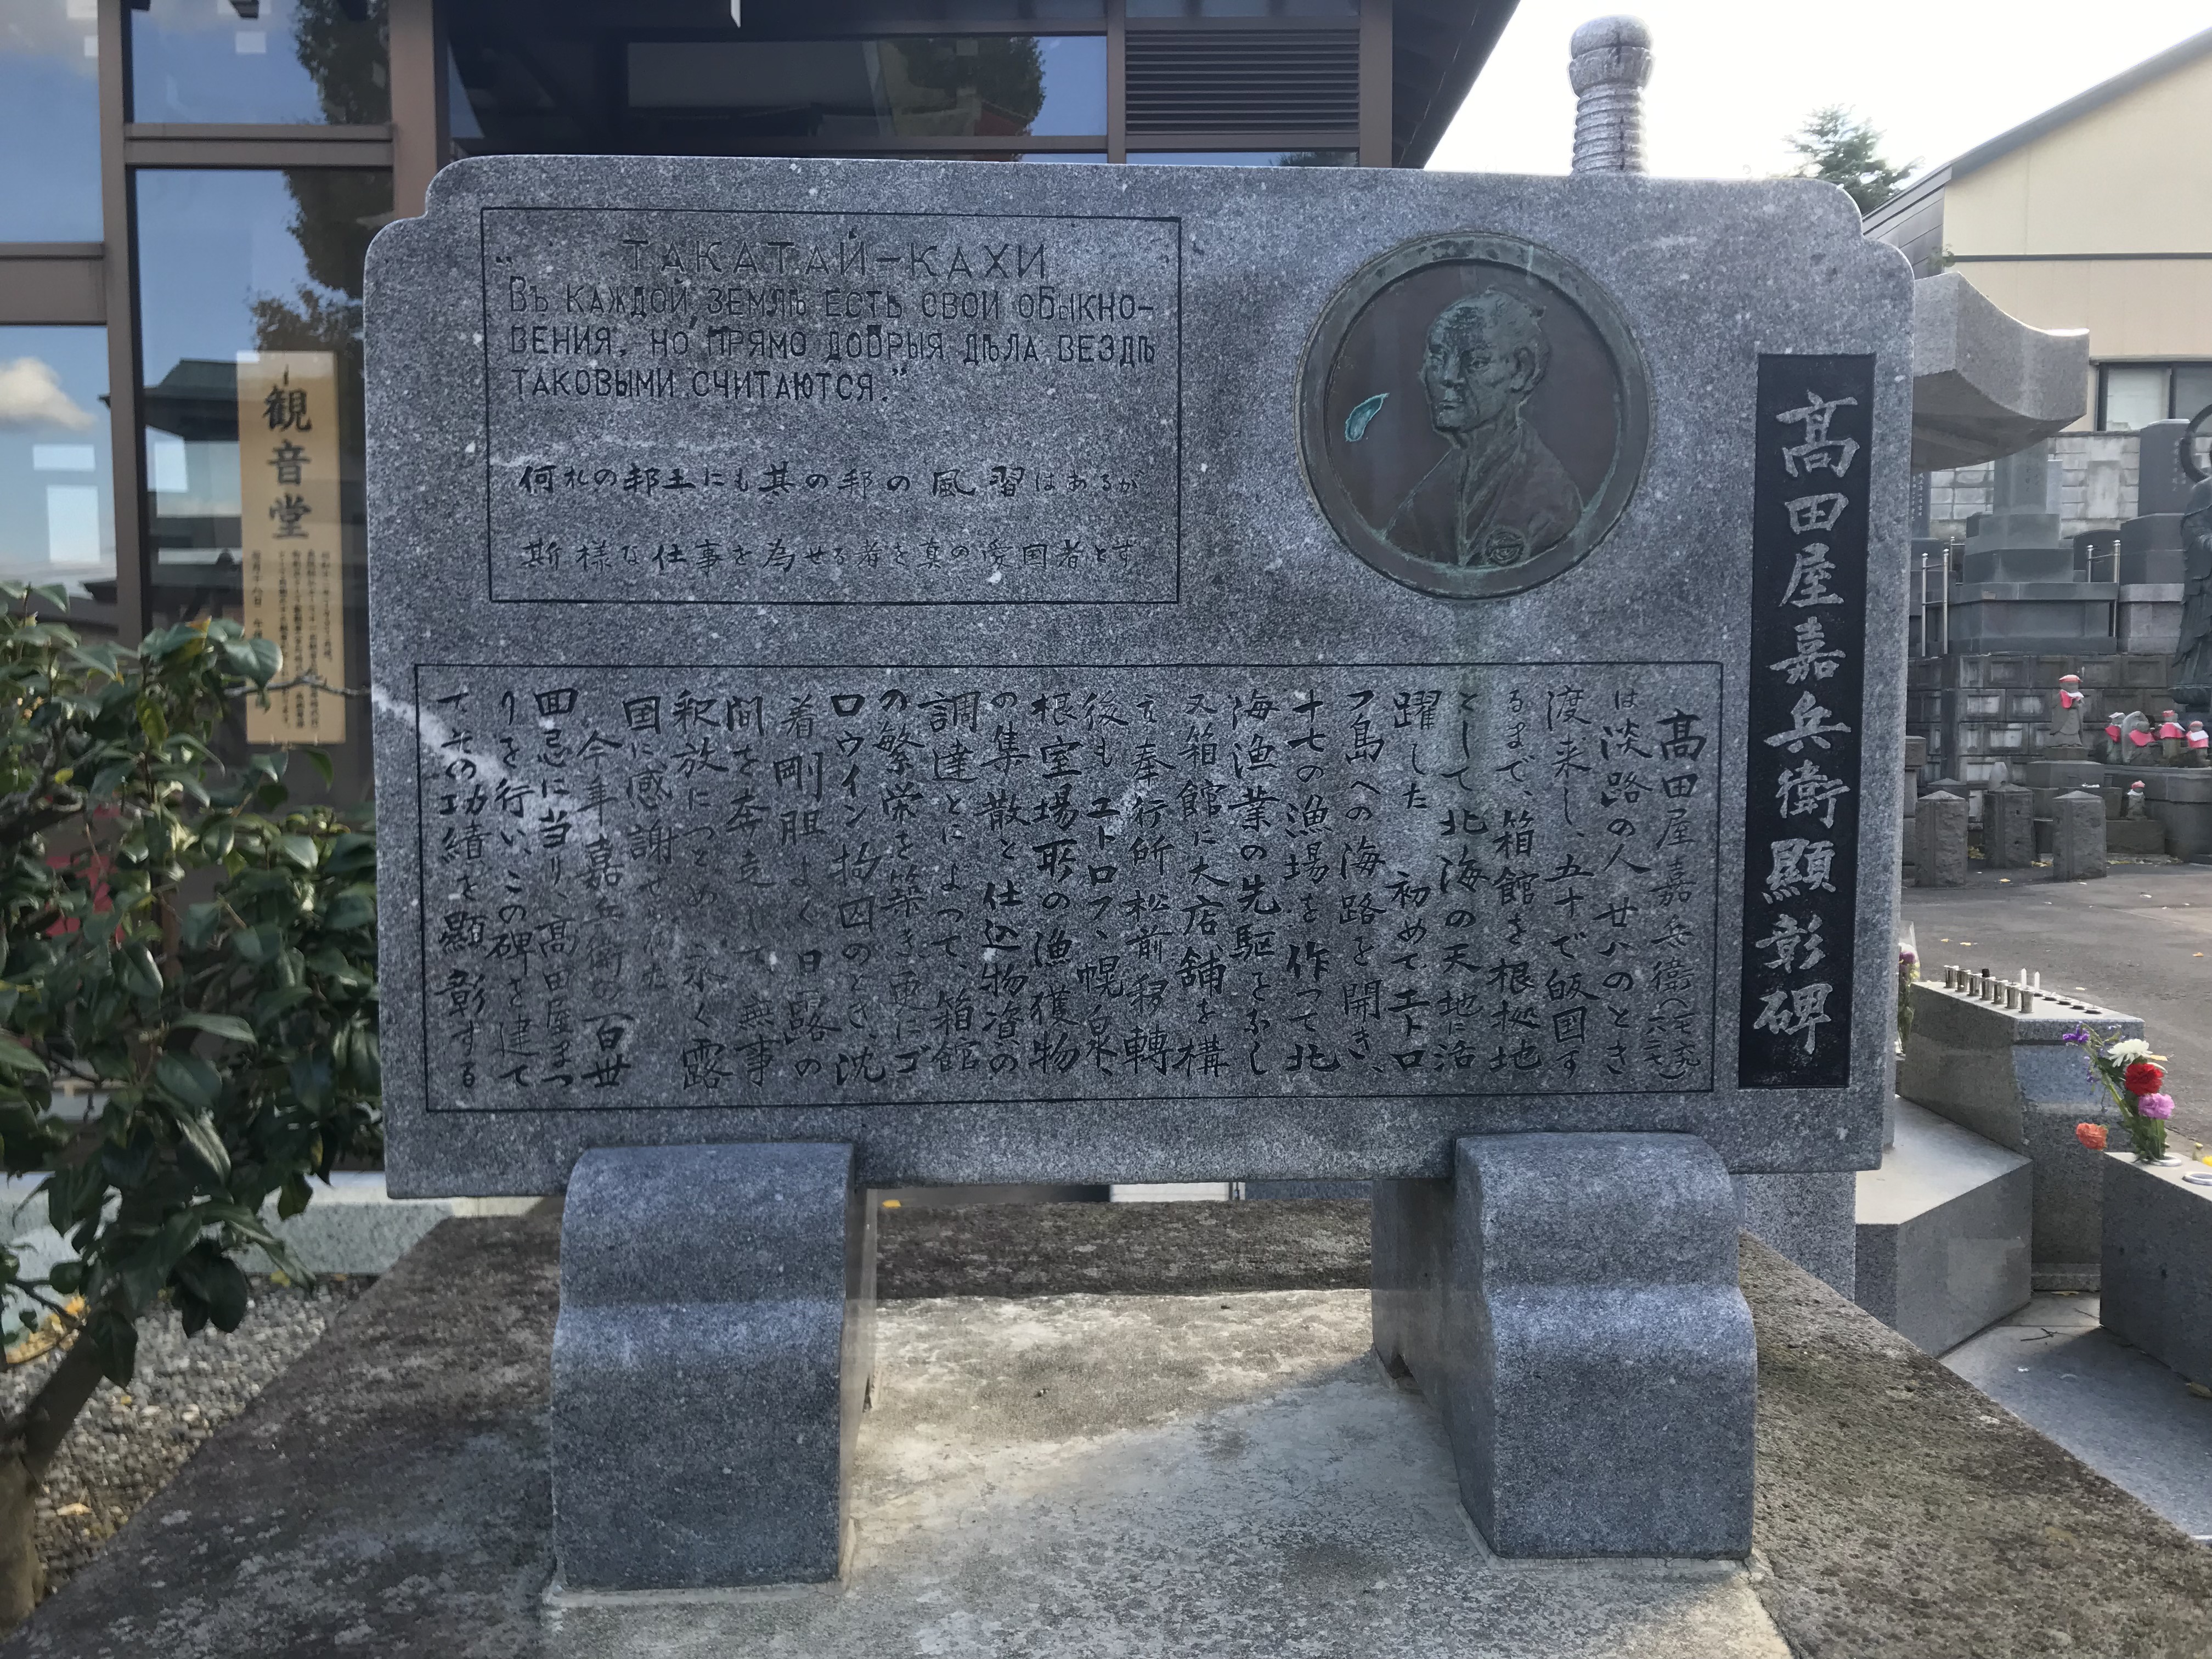 ТАКАТАЙ-КАХИ
"ВЪ КАЖДОЙ ЗЕМЛѢ ЕСТЬ СВОИ ОБЫКНО-
ВЕНИЯ, НО ПРЯМО ДОБРЫЯ ДѢЛА ВЕЗДѢ
ТАКОВЫМИ СЧИТАЮТСЯ."
何れの邦土にも其の邦の風習はあるが
斯様な仕事を為せる者を真の愛国者とす
髙田屋嘉兵衛顯彰碑
髙田屋嘉兵衛
は淡路の人 廿八のとき
渡来し、五十で皈国す
るまで、箱館を根拠地
として北海の天地に活
躍した 初めてエトロ
フ島への海路を開き、
十七の漁場を作って北
海漁業の先駆となし
又箱館に大店舗を構
え奉行所松前移轉
後もエトロフ、幌泉、
根室場所の漁獲物
の集散と仕込物資の
調達とによって、箱館
の繁栄を築き更にゴ
ロウイン拘囚のとき、沈
着剛胆よく日露の
間を奔走して、無事
釈放につとめ 永く露
国に感謝せられた
今年嘉兵衛の百世
回忌に当り、髙田屋まつ
りを行い、この碑を建て
てその功績を顯彰する
観音堂